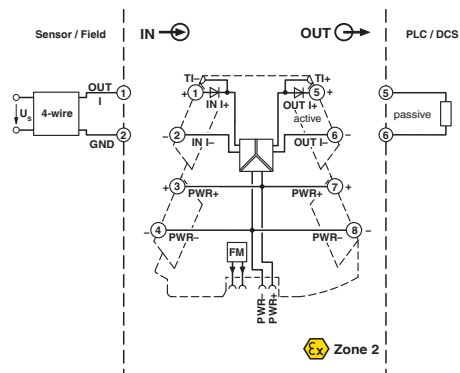 Sensor / Field
IN
OUT
PLC / DCS
TI–
TI+
OUT
1
+
1
5
+
5
I
IN I+
OUT I+
Us
4-wire
active
passive
2
–
2
6
–
6
GND
IN I–
OUT I–
+
3
PWR+
PWR+
7
+
–
4
PWR–
PWR–
8
–
FM
PWR–
PWR+
Ex
Zone 2